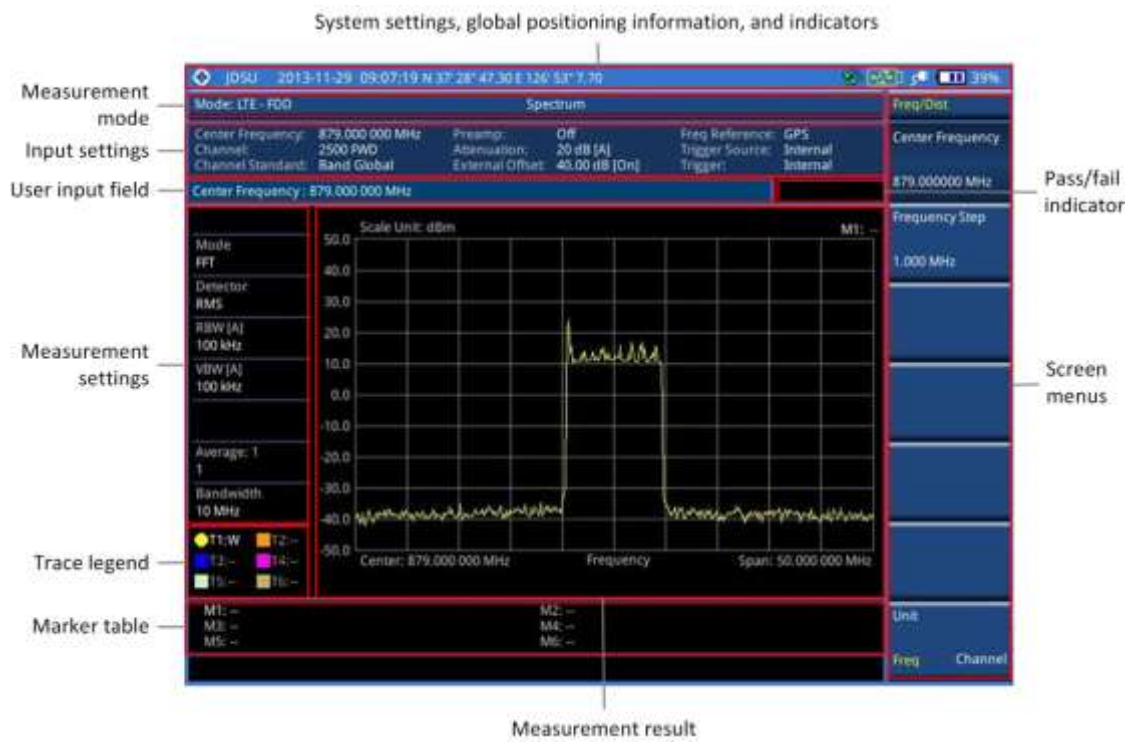 System settings, global positioning information, and indicators
JDSU 2013-11-29 09:07:19 N 37° 28" 47.30 E 126° 53" 7.70 39%
Measurement mode
Mode: LTE - FDD Spectrum
Freq/Dist
Input settings
Center Frequency: 879.000 000 MHz Preamp: Off Freq Reference: GPS
Channel: 2500 FWD Attenuation: 20 dB [A] Trigger Source: Internal
Channel Standard: Band Global External Offset: 40.00 dB [On] Trigger: Internal
Center Frequency
879.000000 MHz
User input field
Center Frequency : 879.000 000 MHz
Pass/fail indicator
Measurement settings
Mode
FFT
Detector
RMS
RBW [A]
100 kHz
VBW [A]
100 kHz
Average: 1
1
Bandwidth
10 MHz
Scale Unit: dBm M1: --
50.0
40.0
30.0
20.0
10.0
0.0
-10.0
-20.0
-30.0
-40.0
-50.0
Center: 879.000 000 MHz Frequency Span: 50.000 000 MHz
Frequency Step
1.000 MHz
Screen menus
Trace legend
T1:W T2:--
T3:-- T4:--
T5:-- T6:--
Marker table
M1: -- M2: --
M3: -- M4: --
M5: -- M6: --
Unit
Freq Channel
Measurement result